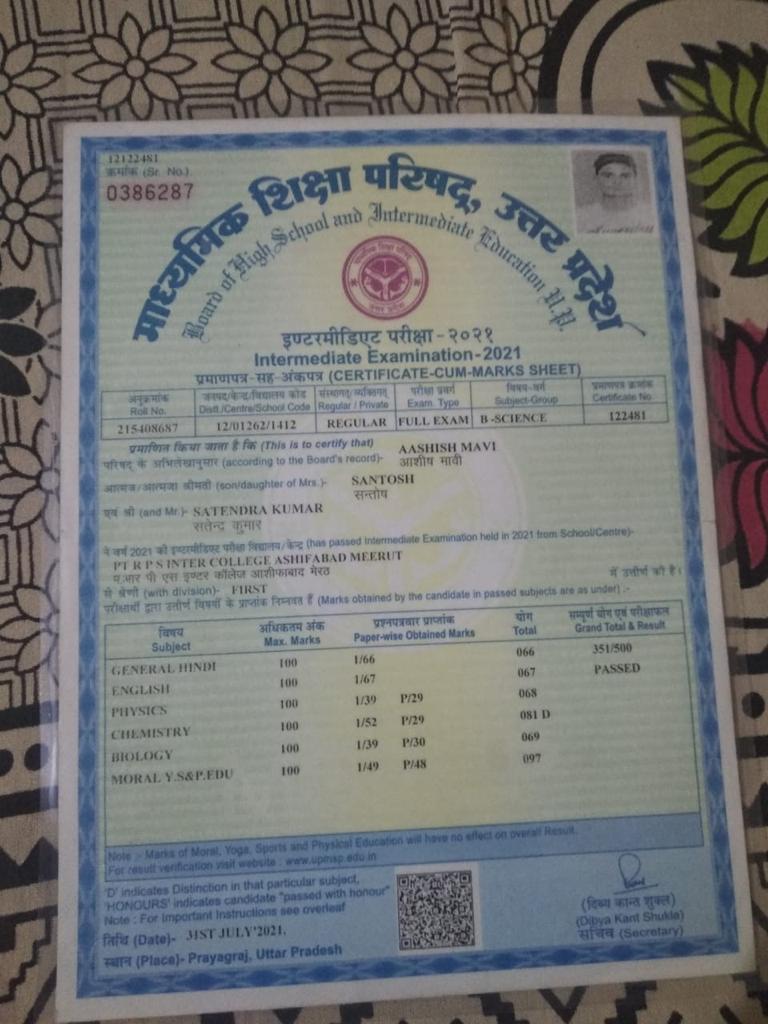 12122481
क्रमांक (Sr. No.)
0386287
माध्यमिक शिक्षा परिषद्, उत्तर प्रदेश
Board of High School and Intermediate Education U.P.
इण्टरमीडिएट परीक्षा-२०२१
Intermediate Examination-2021
प्रमाणपत्र-सह-अंकपत्र (CERTIFICATE-CUM-MARKS SHEET)
अनुक्रमांक जनपद/केन्द्र/विद्यालय कोड संस्थागत/व्यक्तिगत परीक्षा प्रकार विषय-वर्ग प्रमाणपत्र क्रमांक
Roll No. Distt./Centre/School Code Regular / Private Exam. Type Subject-Group Certificate No.
215408687 12/01262/1412 REGULAR FULL EXAM B -SCIENCE 122481
प्रमाणित किया जाता है कि (This is to certify that)
परिषद् के अभिलेखानुसार (according to the Board's record)- AASHISH MAVI
आशीष मावी
आत्मज/आत्मजा श्रीमती (son/daughter of Mrs.)- SANTOSH
सन्तोष
एवं श्री (and Mr.)- SATENDRA KUMAR
सतेन्द्र कुमार
ने वर्ष 2021 की इण्टरमीडिएट परीक्षा विद्यालय/केन्द्र (has passed Intermediate Examination held in 2021 from School/Centre)-
PT R P S INTER COLLEGE ASHIFABAD MEERUT
प.आर पी एस इण्टर कॉलेज आशीफाबाद मेरठ
में उत्तीर्ण की है।
से श्रेणी (with division)- FIRST
परीक्षार्थी द्वारा उत्तीर्ण विषयों के प्राप्तांक निम्नवत हैं (Marks obtained by the candidate in passed subjects are as under) :-
विषय अधिकतम अंक प्रश्नपत्रवार प्राप्तांक योग सम्पूर्ण योग एवं परीक्षाफल
Subject Max. Marks Paper-wise Obtained Marks Total Grand Total & Result
GENERAL HINDI 100 1/66 066 351/500
ENGLISH 100 1/67 067 PASSED
PHYSICS 100 1/39 P/29 068
CHEMISTRY 100 1/52 P/29 081 D
BIOLOGY 100 1/39 P/30 069
MORAL Y.S&P.EDU 100 1/49 P/48 097
Note :- Marks of Moral, Yoga, Sports and Physical Education will have no effect on overall Result.
For result verification visit website : www.upmsp.edu.in
'D' indicates Distinction in that particular subject,
'HONOURS' indicates candidate "passed with honour"
Note : For Important Instructions see overleaf
तिथि (Date)- 31ST JULY'2021.
स्थान (Place)- Prayagraj, Uttar Pradesh
(दिव्य कान्त शुक्ल)
(Dibya Kant Shukla)
सचिव (Secretary)